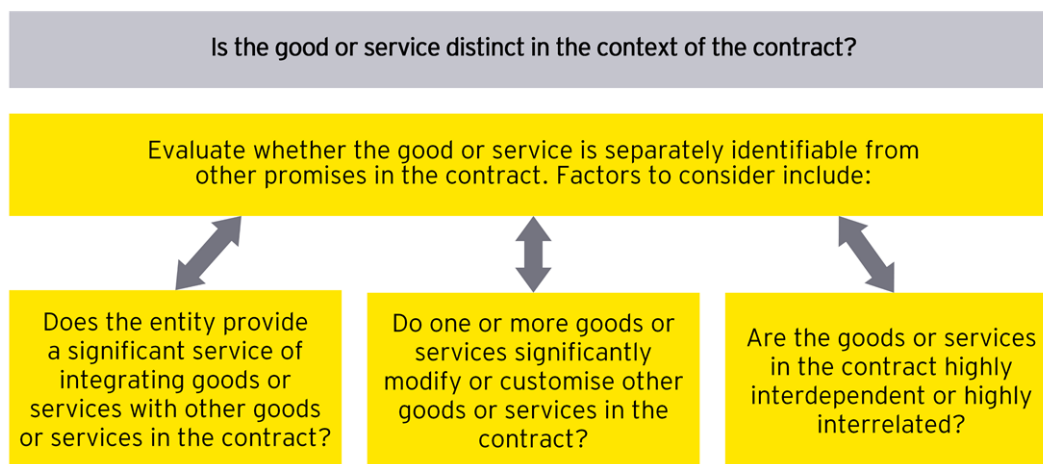 Is the good or service distinct in the context of the contract?
Evaluate whether the good or service is separately identifiable from
other promises in the contract. Factors to consider include:
Does the entity provide
a significant service of
integrating goods or
services with other goods
or services in the contract?
Do one or more goods or
services significantly
modify or customise other
goods or services in the
contract?
Are the goods or services
in the contract highly
interdependent or highly
interrelated?